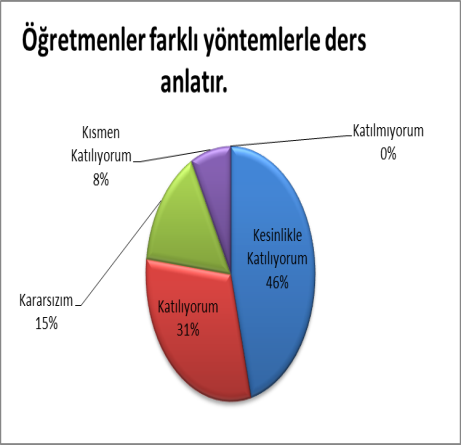 Öğretmenler farklı yöntemlerle ders
anlatır.
Kısmen
Katılıyorum
8%
Katılmıyorum
0%
Kesinlikle
Katılıyorum
46%
Kararsızım
15%
Katılıyorum
31%